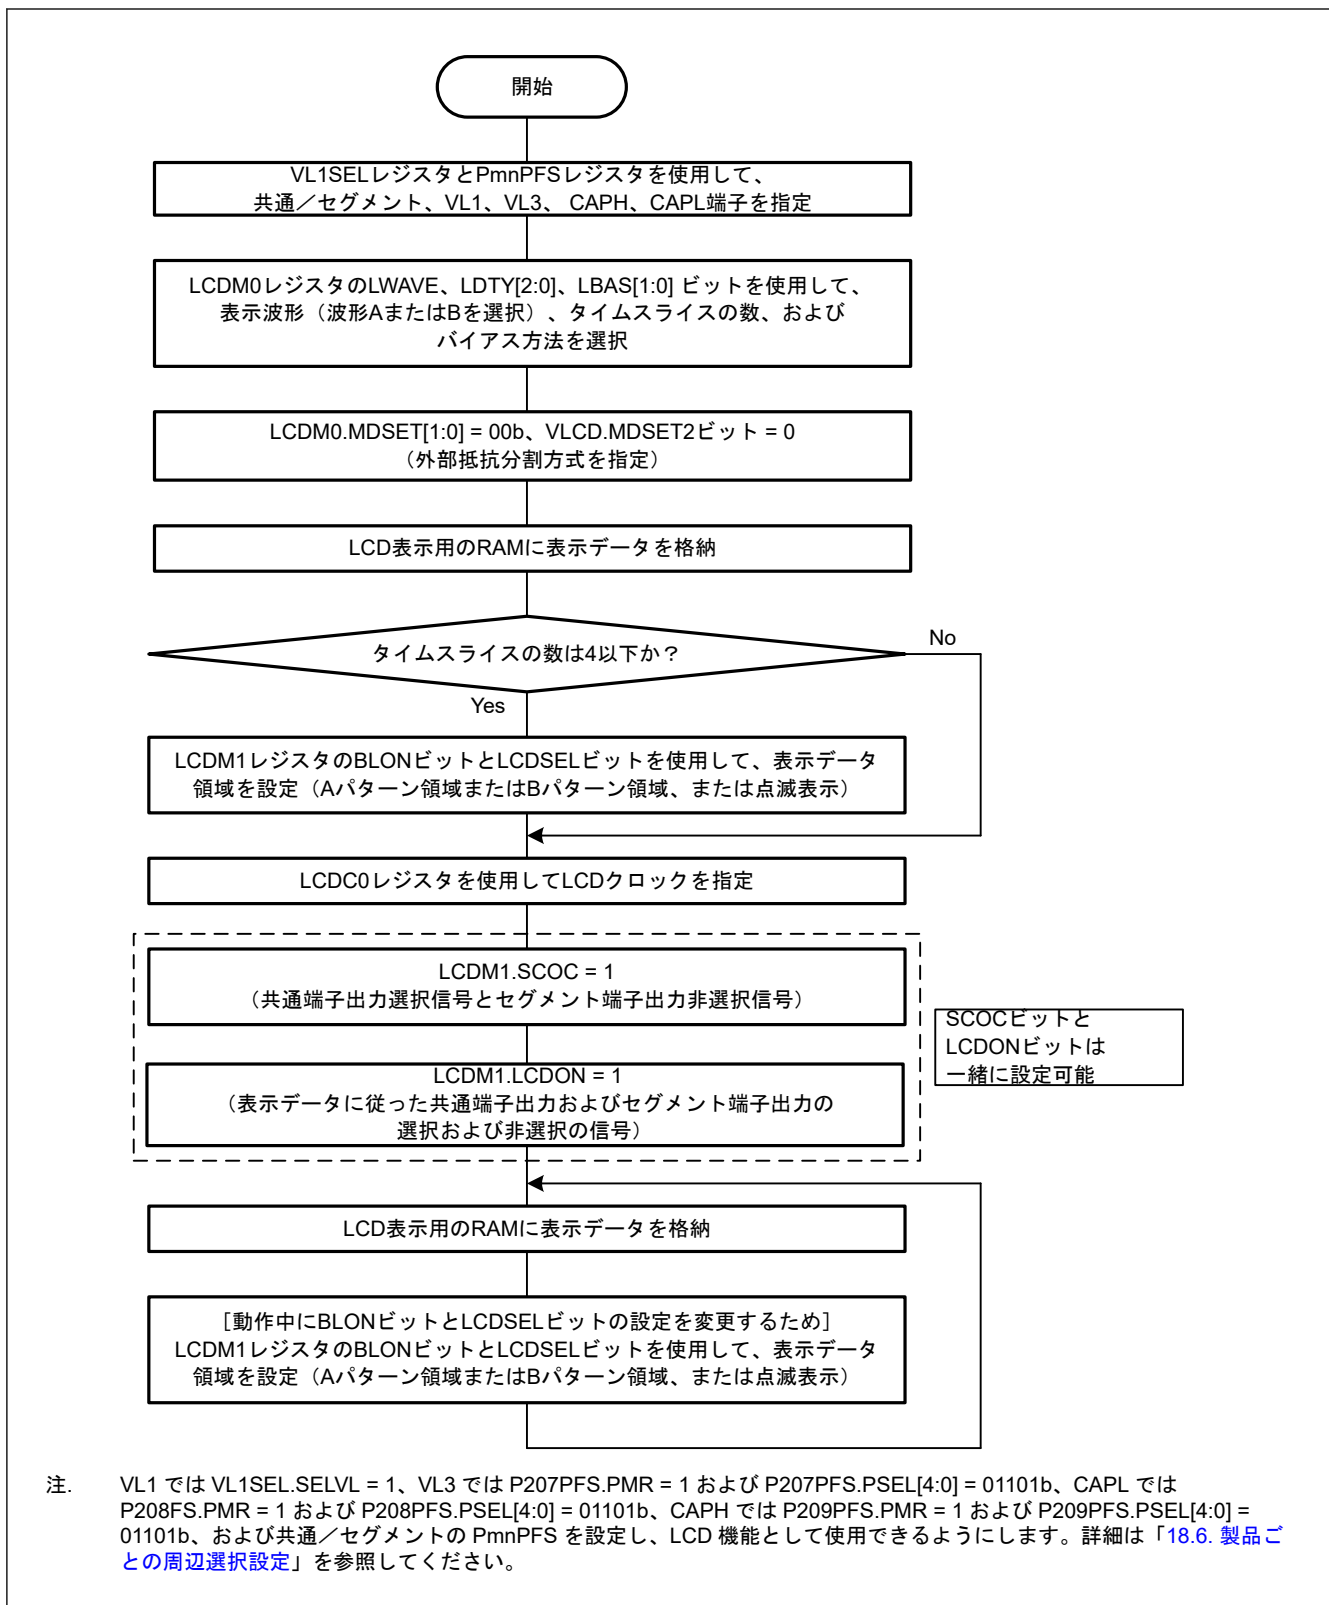 開始
VL1SELレジスタとPmnPFSレジスタを使用して、
共通／セグメント、VL1、VL3、 CAPH、CAPL端子を指定
LCDM0レジスタのLWAVE、LDTY[2:0]、LBAS[1:0] ビットを使用して、
表示波形（波形AまたはBを選択）、タイムスライスの数、および
バイアス方法を選択
LCDM0.MDSET[1:0] = 00b、VLCD.MDSET2ビット = 0
（外部抵抗分割方式を指定）
LCD表示用のRAMに表示データを格納
タイムスライスの数は4以下か？
No
Yes
LCDM1レジスタのBLONビットとLCDSELビットを使用して、表示データ
領域を設定（Aパターン領域またはBパターン領域、または点滅表示）
LCDC0レジスタを使用してLCDクロックを指定
LCDM1.SCOC = 1
（共通端子出力選択信号とセグメント端子出力非選択信号）
SCOCビットと
LCDONビットは
一緒に設定可能
LCDM1.LCDON = 1
（表示データに従った共通端子出力およびセグメント端子出力の
選択および非選択の信号）
LCD表示用のRAMに表示データを格納
［動作中にBLONビットとLCDSELビットの設定を変更するため］
LCDM1レジスタのBLONビットとLCDSELビットを使用して、表示データ
領域を設定（Aパターン領域またはBパターン領域、または点滅表示）
注. VL1 では VL1SEL.SELVL = 1、VL3 では P207PFS.PMR = 1 および P207PFS.PSEL[4:0] = 01101b、CAPL では
P208FS.PMR = 1 および P208PFS.PSEL[4:0] = 01101b、CAPH では P209PFS.PMR = 1 および P209PFS.PSEL[4:0] =
01101b、および共通／セグメントの PmnPFS を設定し、LCD 機能として使用できるようにします。詳細は「18.6. 製品ご
との周辺選択設定」を参照してください。